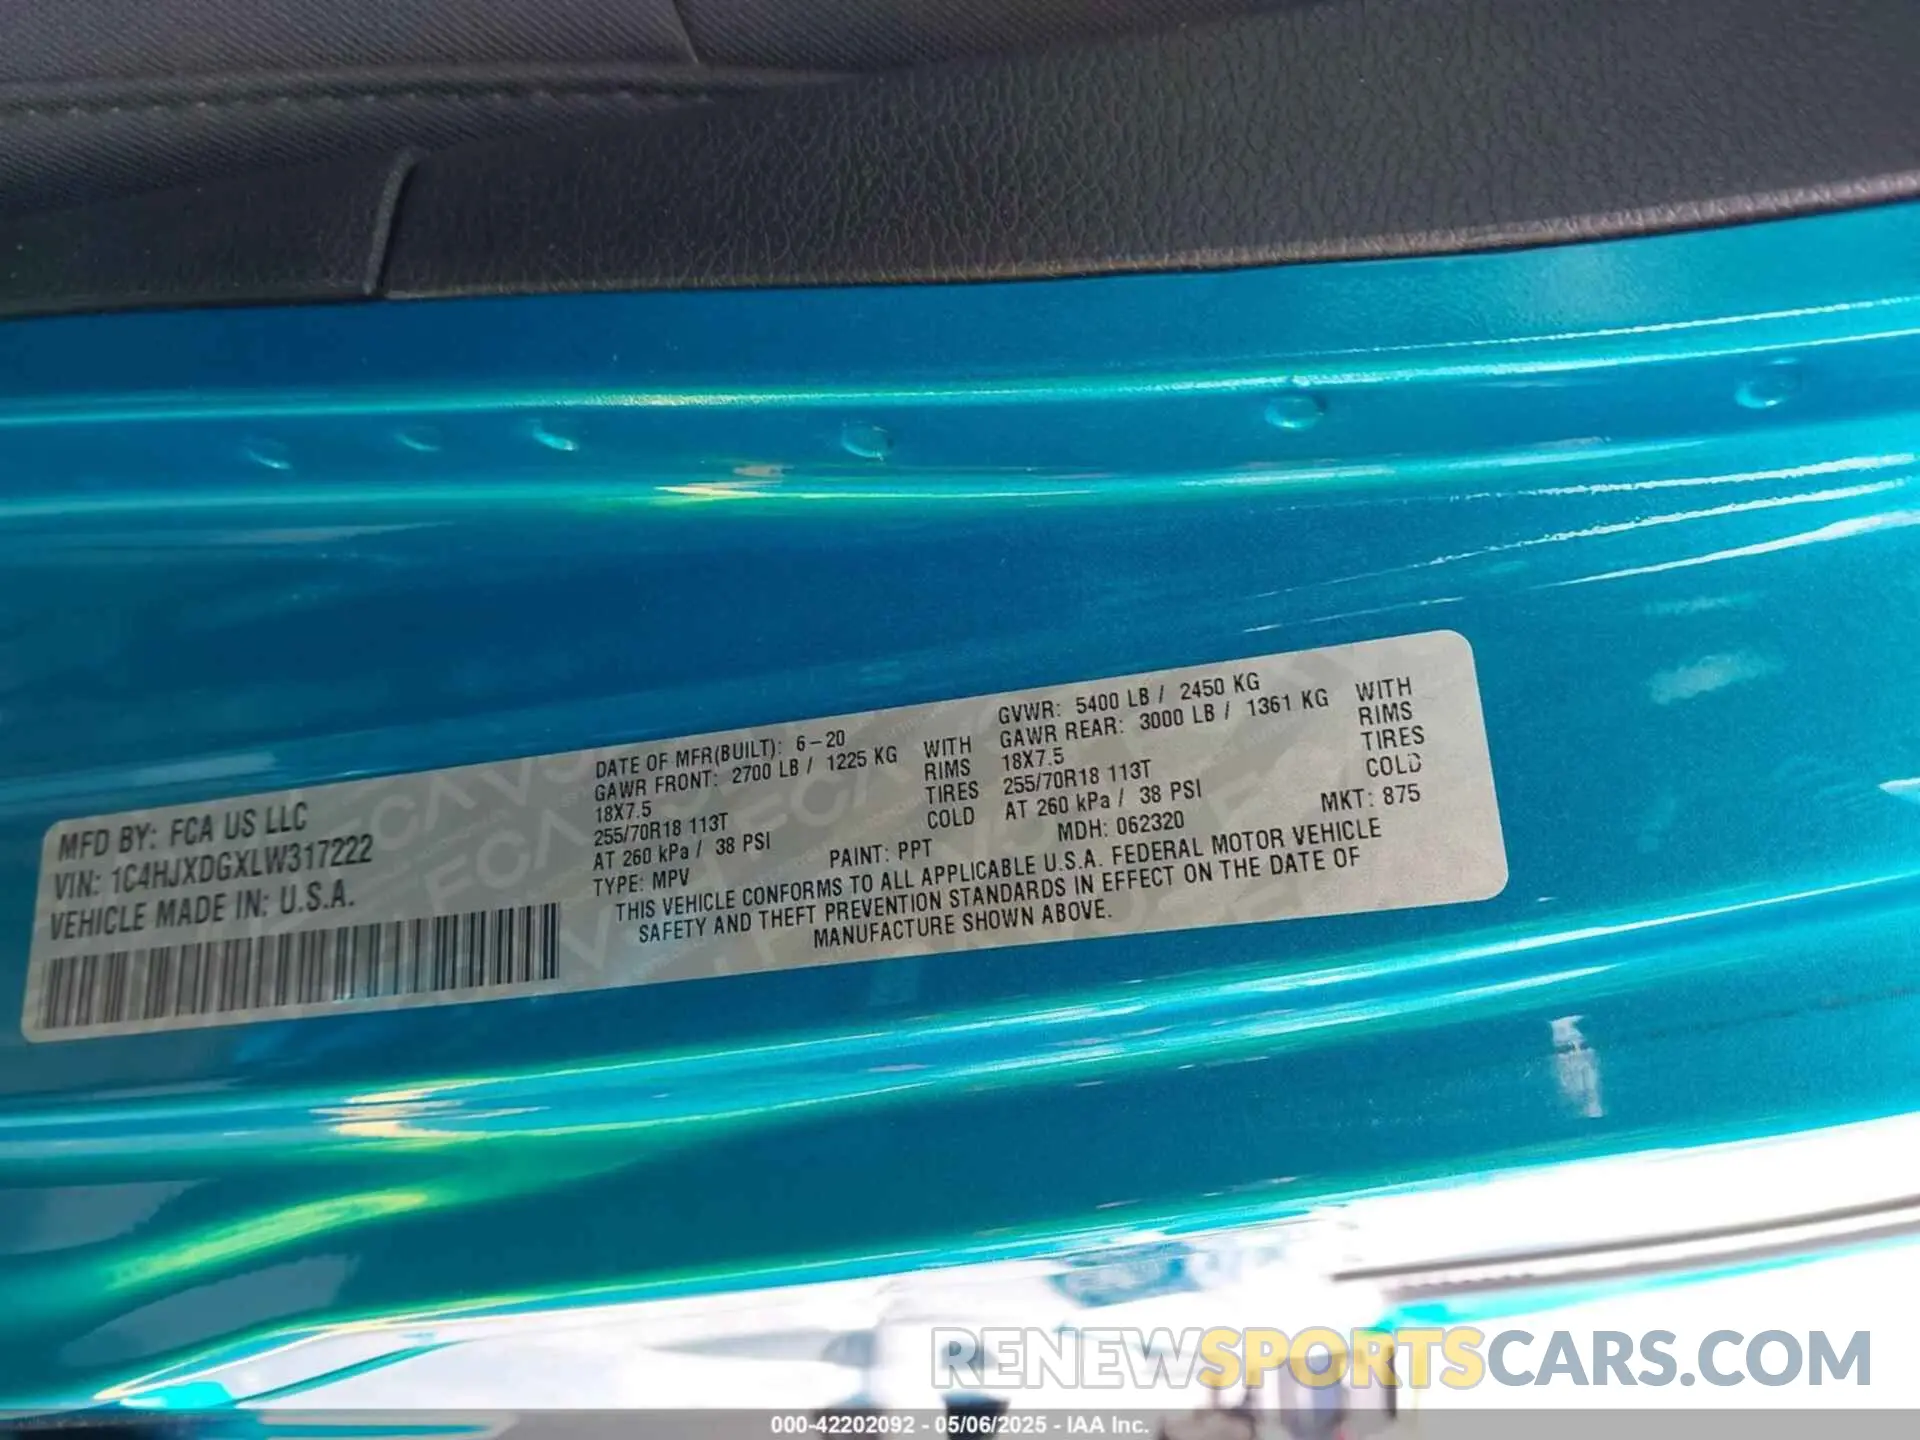 MFD BY: FCA US LLC
VIN: 1C4HJXDGXLW317222
VEHICLE MADE IN: U.S.A.
DATE OF MFR(BUILT): 6-20
GAWR FRONT: 2700 LB / 1225 KG WITH
18X7.5 RIMS
255/70R18 113T TIRES
AT 260 kPa / 38 PSI COLD
GVWR: 5400 LB / 2450 KG
GAWR REAR: 3000 LB / 1361 KG WITH
18X7.5 RIMS
255/70R18 113T TIRES
AT 260 kPa / 38 PSI COLD
TYPE: MPV PAINT: PPT MDH: 062320 MKT: 875
THIS VEHICLE CONFORMS TO ALL APPLICABLE U.S.A. FEDERAL MOTOR VEHICLE
SAFETY AND THEFT PREVENTION STANDARDS IN EFFECT ON THE DATE OF
MANUFACTURE SHOWN ABOVE.
RENEWSPORTSCARS.COM
000-42202092 - 05/06/2025 - IAA Inc.